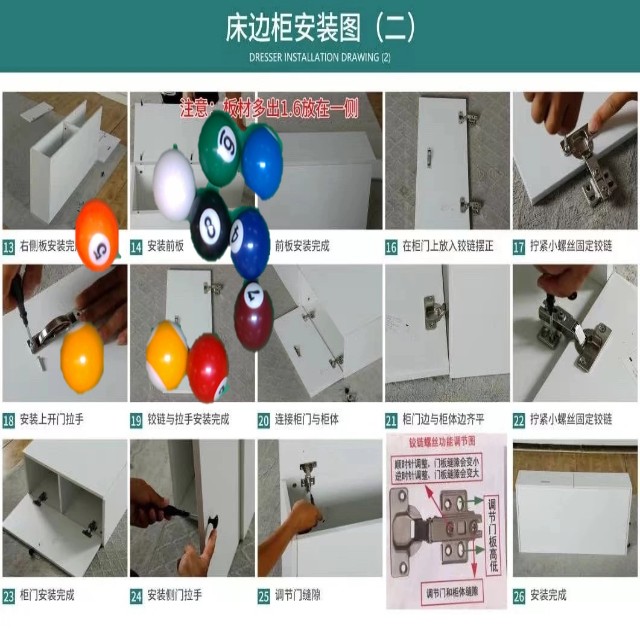 床边柜安装图（二）
DRESSER INSTALLATION DRAWING (2)
注意：板材多出1.6放在一侧
13 右侧板安装完
14 安装前板
前板安装完成
16 在柜门上放入铰链摆正
17 拧紧小螺丝固定铰链
5
6
8
9
7
18 安装上开门拉手
19 铰链与拉手安装完成
20 连接柜门与柜体
21 柜门边与柜体边齐平
22 拧紧小螺丝固定铰链
铰链螺丝功能调节图
顺时针调整，门板缝隙会变小
逆时针调整，门板缝隙会变大
调节门板高低
调节门和柜体缝隙
23 柜门安装完成
24 安装侧门拉手
25 调节门缝隙
26 安装完成